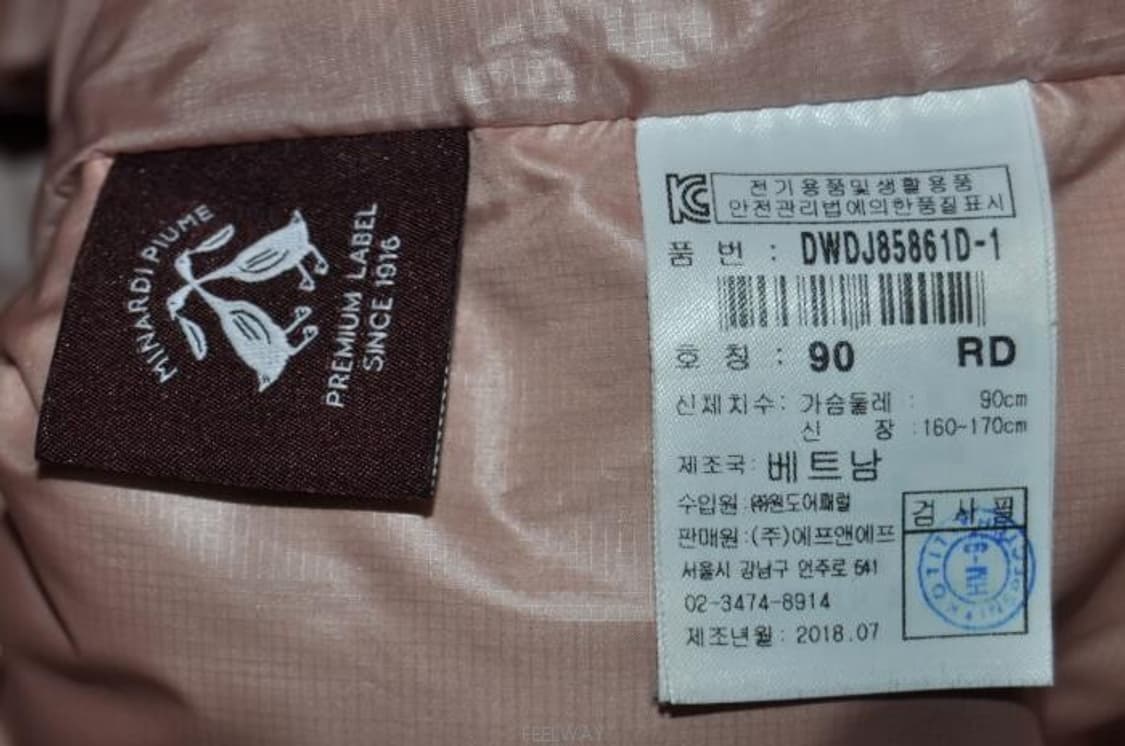 MINARDI PIUME
PREMIUM LABEL
SINCE 1916
전기용품및생활용품
안전관리법에의한품질표시
품 번 : DWDJ85861D-1
호 칭 : 90 RD
신체치수: 가슴둘레 : 90cm
신 장 :160-170cm
제조국: 베트남
수입원 :㈜원도어패럴
판매원 :(주)에프앤에프
서울시 강남구 언주로 541
02-3474-8914
제조년월 : 2018.07
검 사 필
KOTITI
FEELWAY